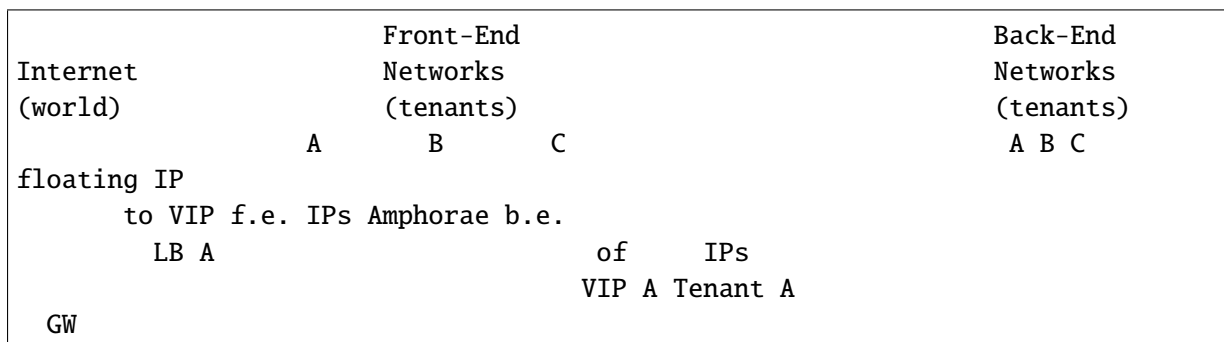 Front-End Back-End
Internet Networks Networks
(world) (tenants) (tenants)
A B C A B C
floating IP
to VIP f.e. IPs Amphorae b.e.
LB A of IPs
VIP A Tenant A
GW